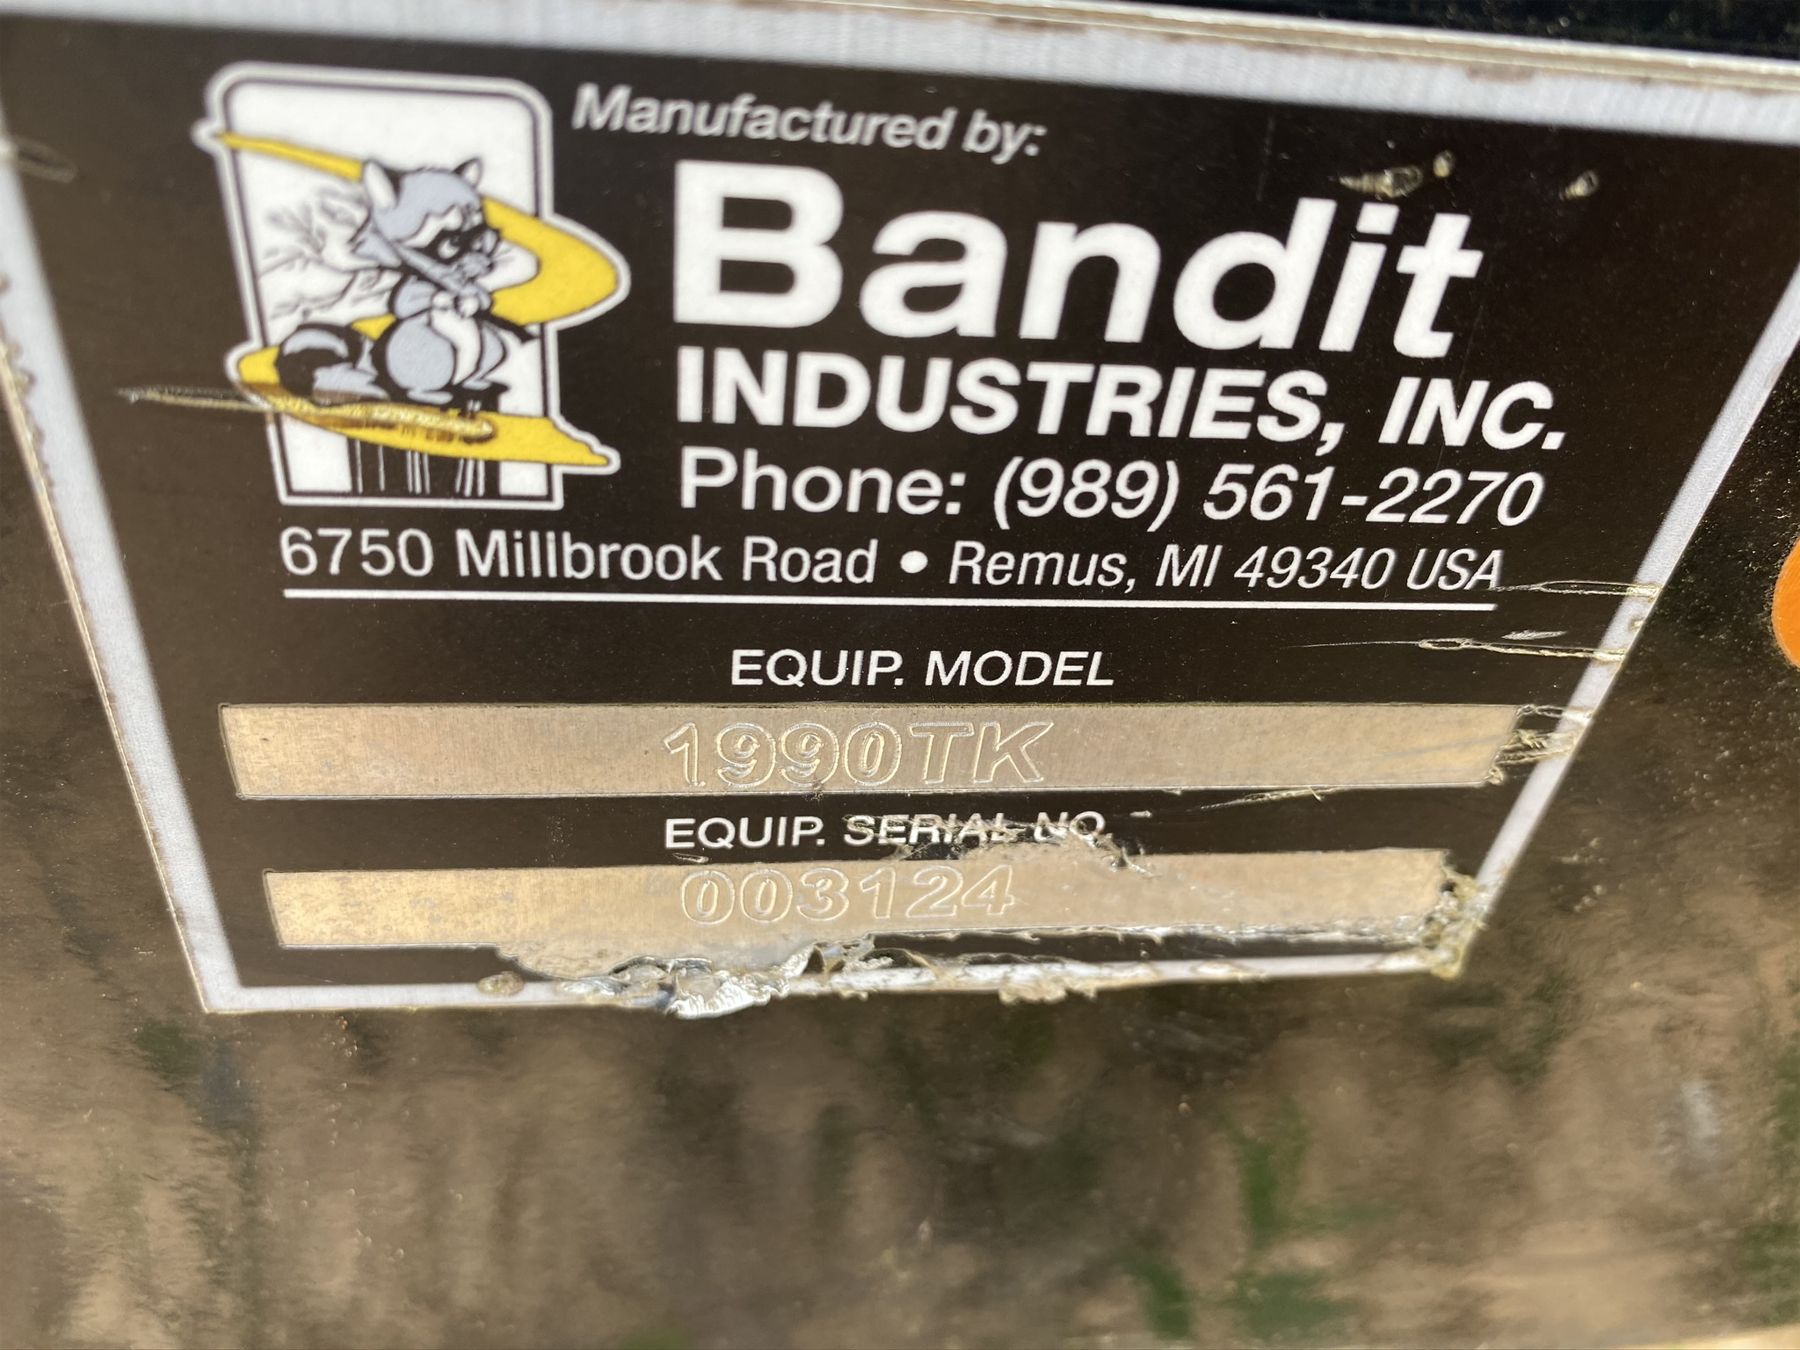 Manufactured by:
Bandit
INDUSTRIES, INC.
Phone: (989) 561-2270
6750 Millbrook Road • Remus, MI 49340 USA
EQUIP. MODEL
1990TK
EQUIP. SERIAL NO.
003124